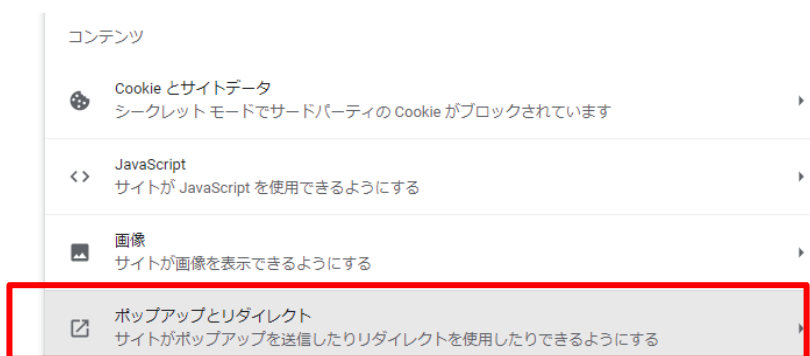 コンテンツ
Cookie とサイトデータ
シークレット モードでサードパーティの Cookie がブロックされています
JavaScript
サイトが JavaScript を使用できるようにする
画像
サイトが画像を表示できるようにする
ポップアップとリダイレクト
サイトがポップアップを送信したりリダイレクトを使用したりできるようにする